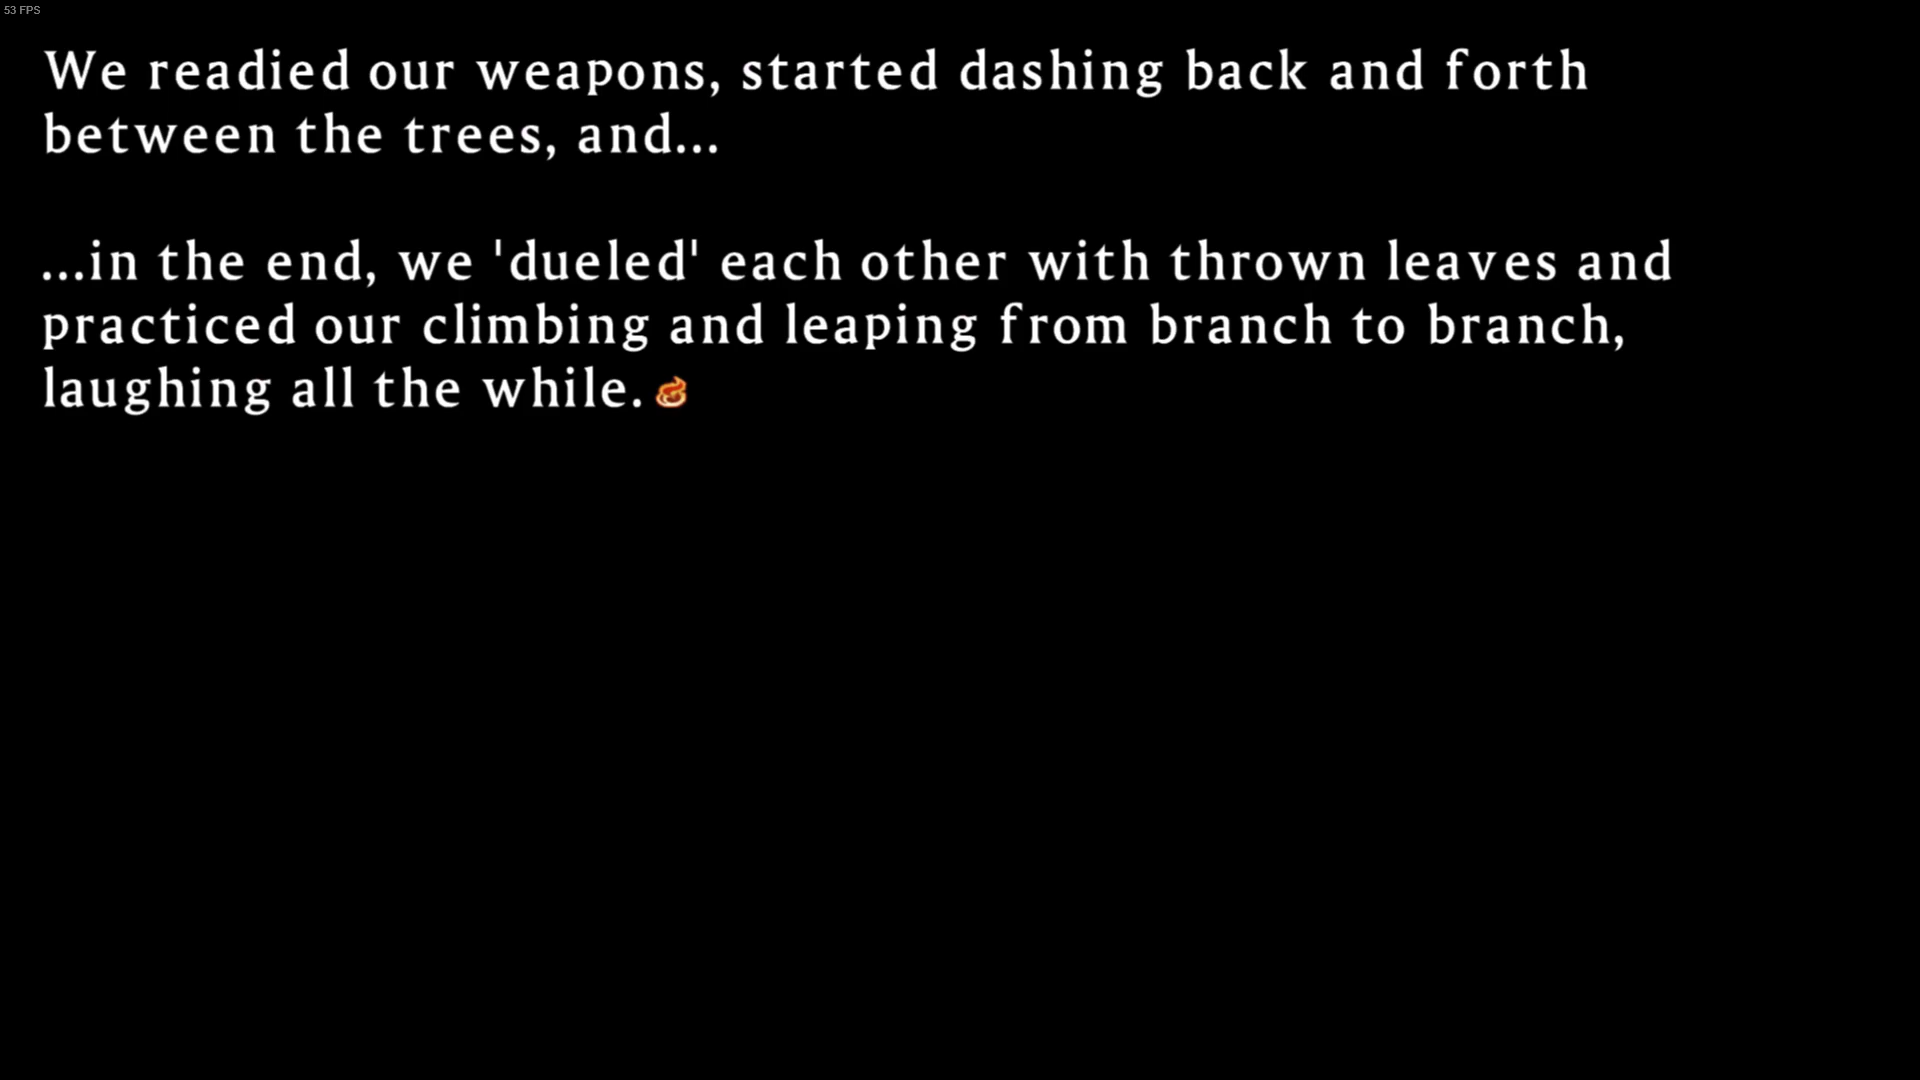 53 FPS
We readied our weapons, started dashing back and forth
between the trees, and...
...in the end, we 'dueled' each other with thrown leaves and
practiced our climbing and leaping from branch to branch,
laughing all the while.